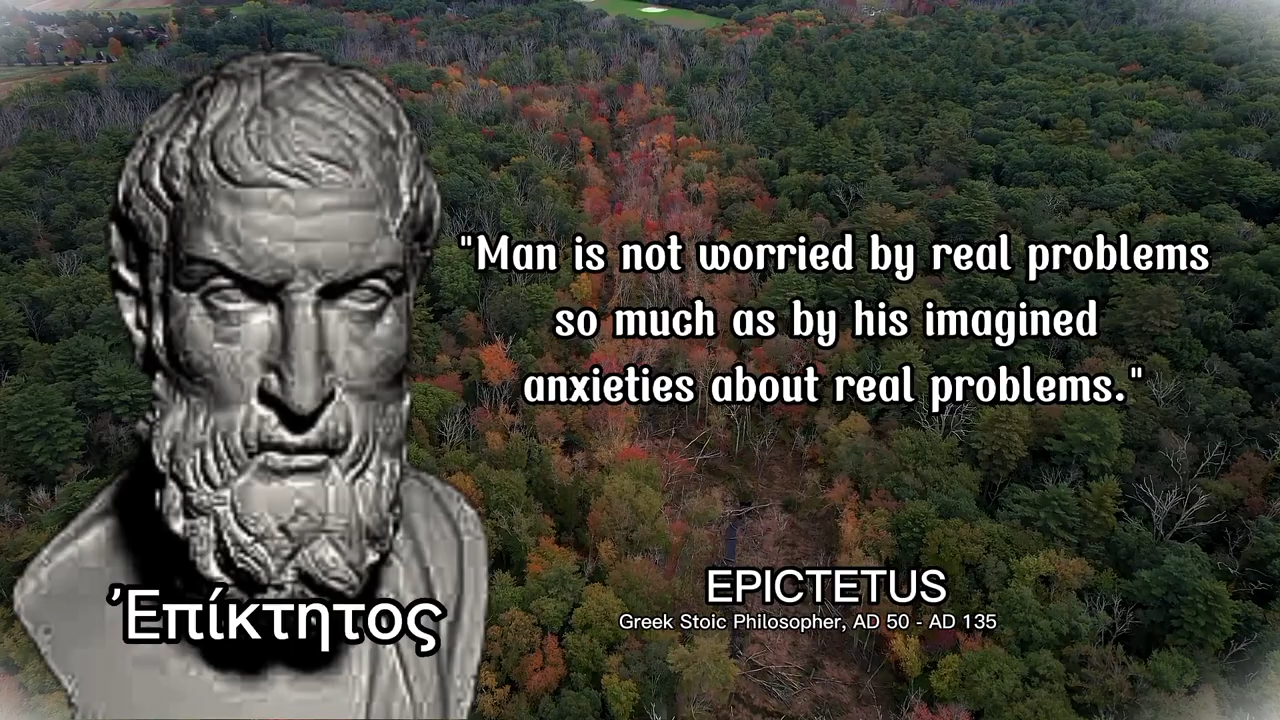 "Man is not worried by real problems
so much as by his imagined
anxieties about real problems."
EPICTETUS
Greek Stoic Philosopher, AD 50 - AD 135
Ἐπίκτητος